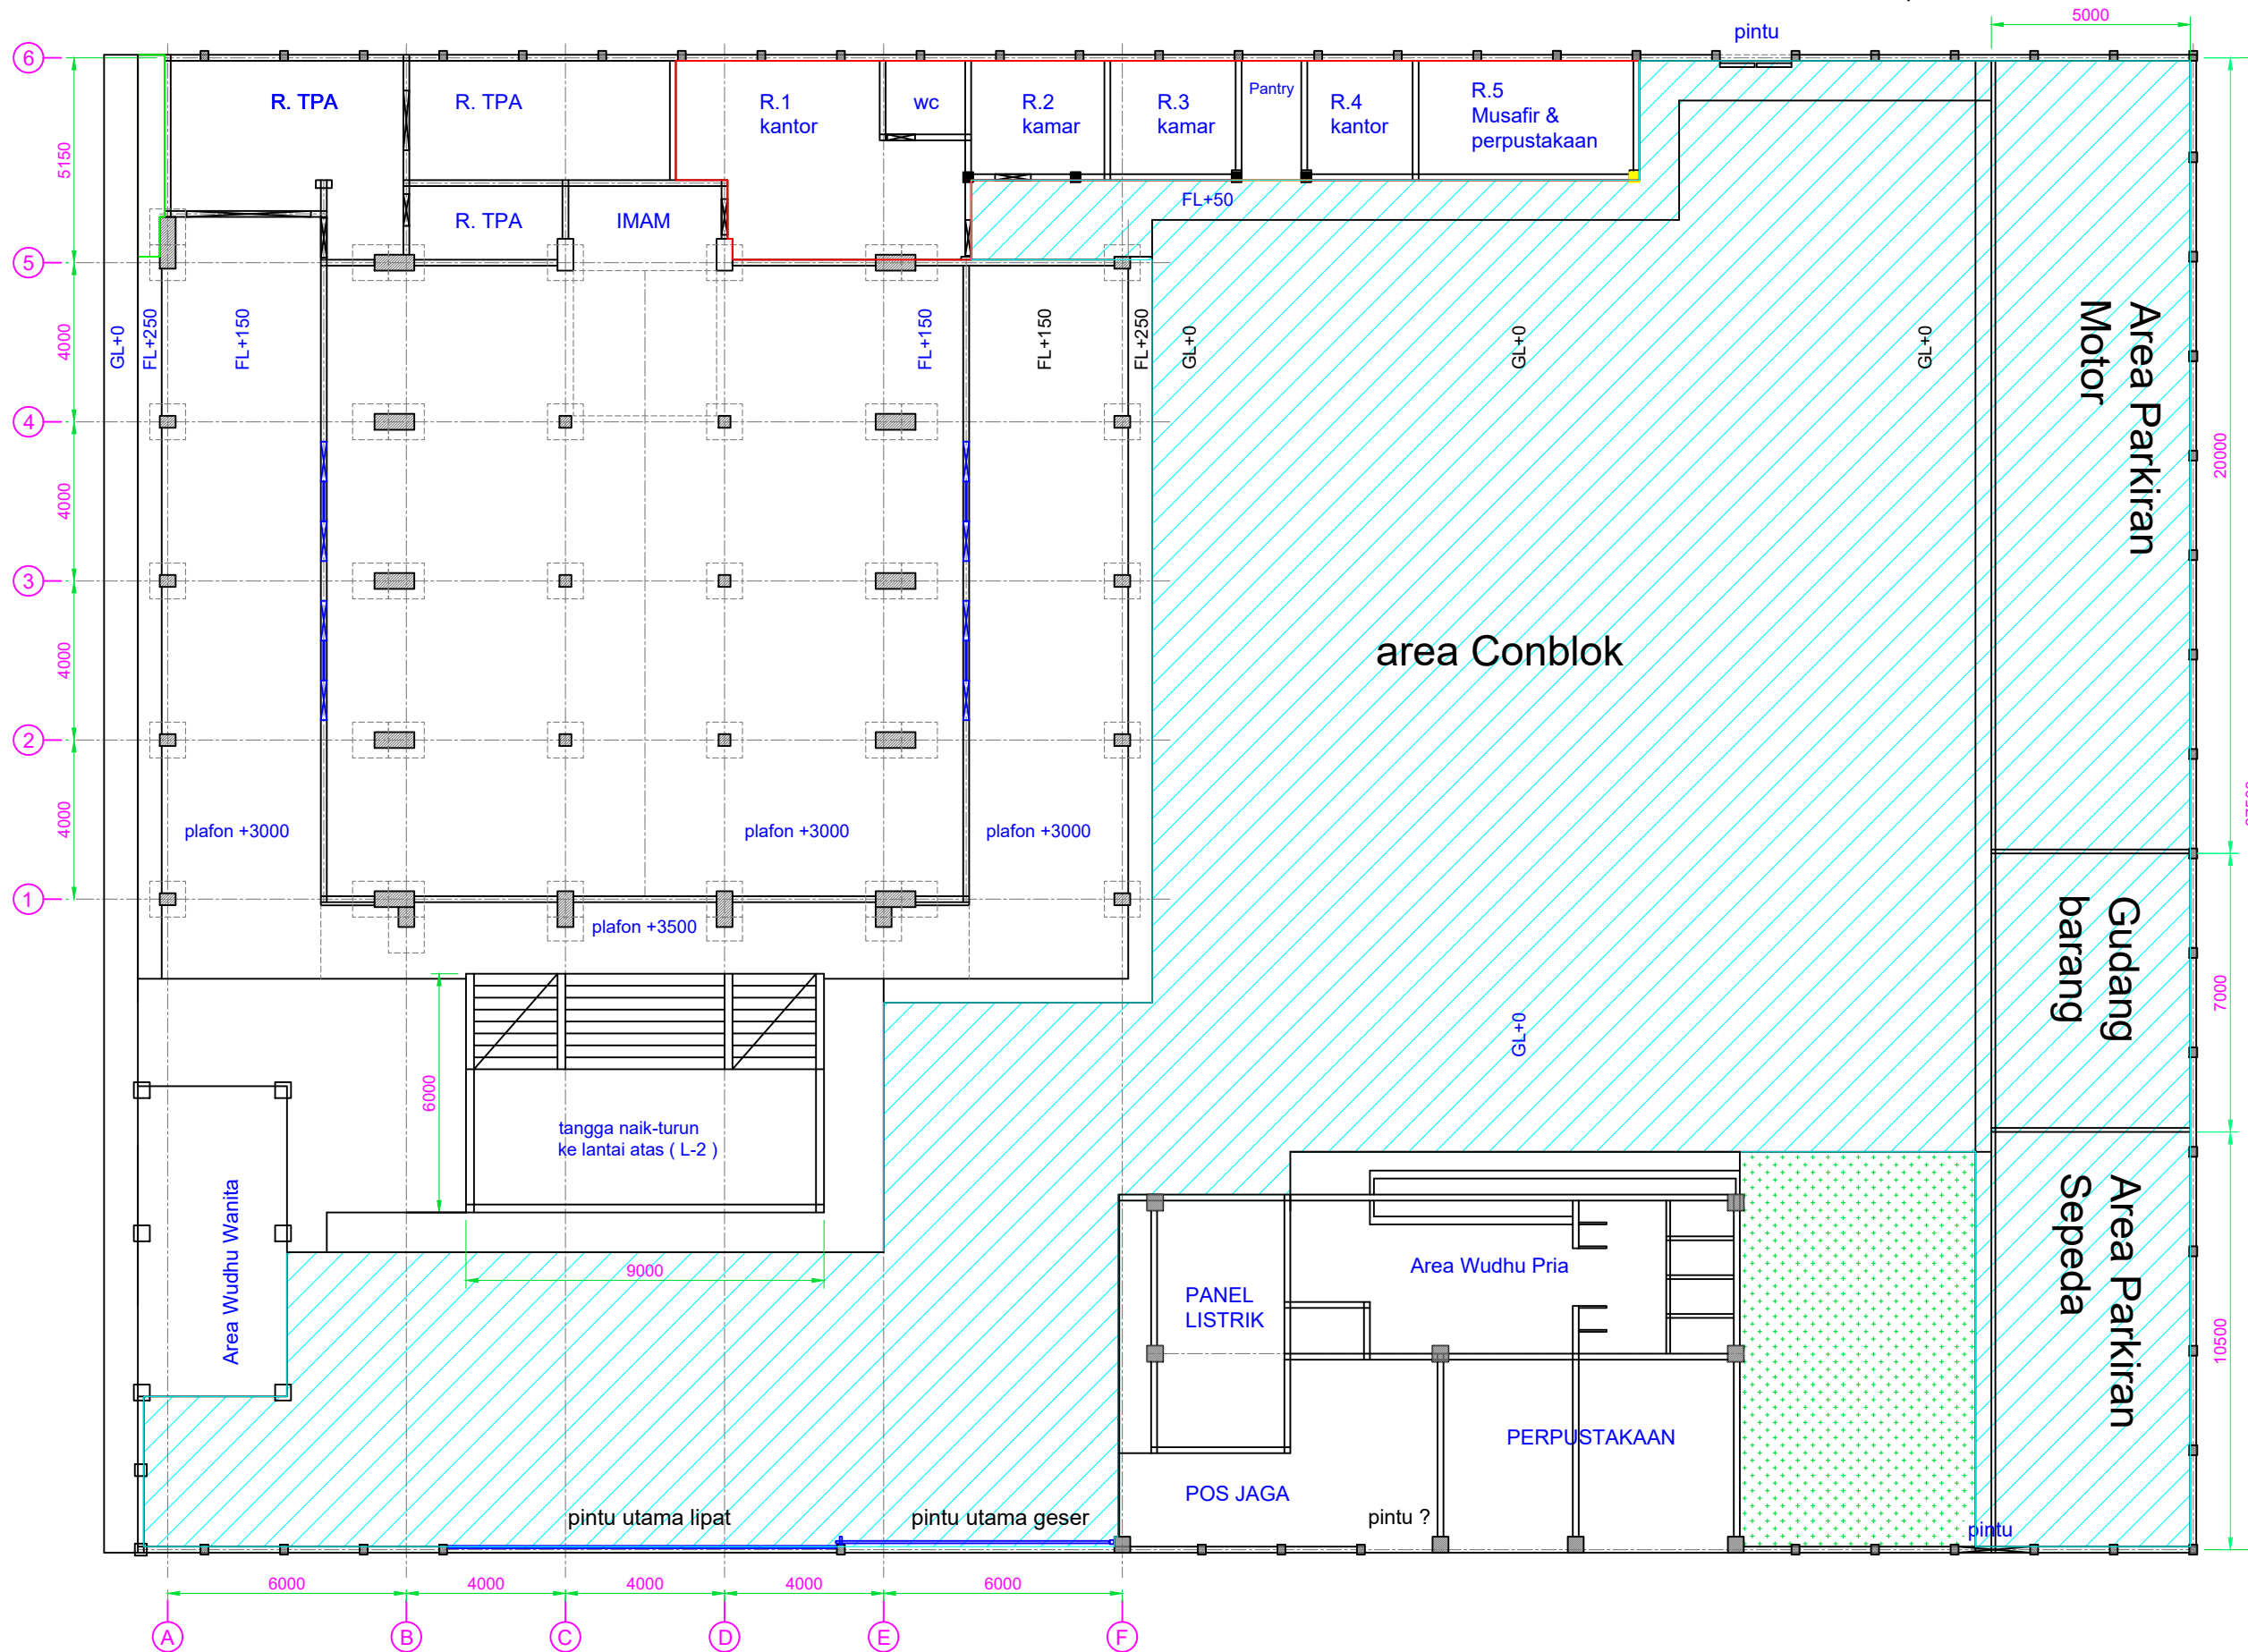 5000
pintu
6
R. TPA
R. TPA
R.1
kantor
wc
R.2
kamar
R.3
kamar
Pantry
R.4
kantor
R.5
Musafir &
perpustakaan
5150
R. TPA
IMAM
FL+50
5
GL+0
FL+250
FL+150
FL+150
FL+150
FL+250
GL+0
GL+0
GL+0
Area Parkiran
Motor
4000
4
20000
4000
3
area Conblok
4000
2
4000
plafon +3000
plafon +3000
plafon +3000
1
plafon +3500
Gudang
barang
7000
GL+0
6000
tangga naik-turun
ke lantai atas ( L-2 )
Area Wudhu Wanita
9000
Area Wudhu Pria
PANEL
LISTRIK
Area Parkiran
Sepeda
10500
PERPUSTAKAAN
POS JAGA
pintu utama lipat
pintu utama geser
pintu ?
pintu
6000
4000
4000
4000
6000
A
B
C
D
E
F